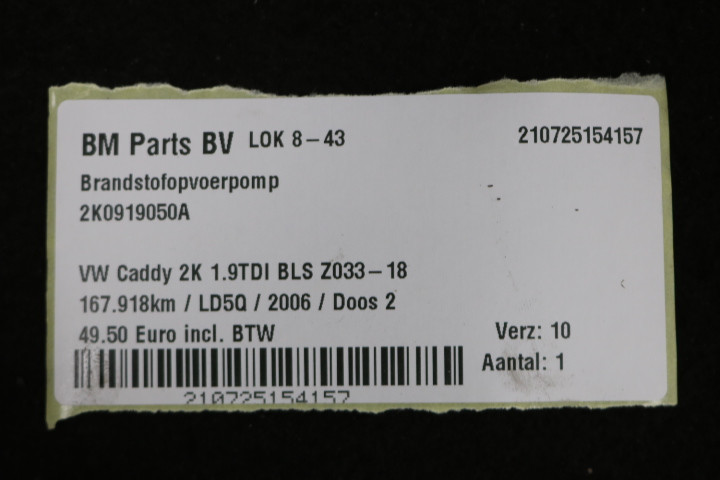 BM Parts BV LOK 8-43 210725154157
Brandstofopvoerpomp
2K0919050A
VW Caddy 2K 1.9TDI BLS Z033-18
167.918km / LD5Q / 2006 / Doos 2
49.50 Euro incl. BTW Verz: 10
Aantal: 1
210725154157